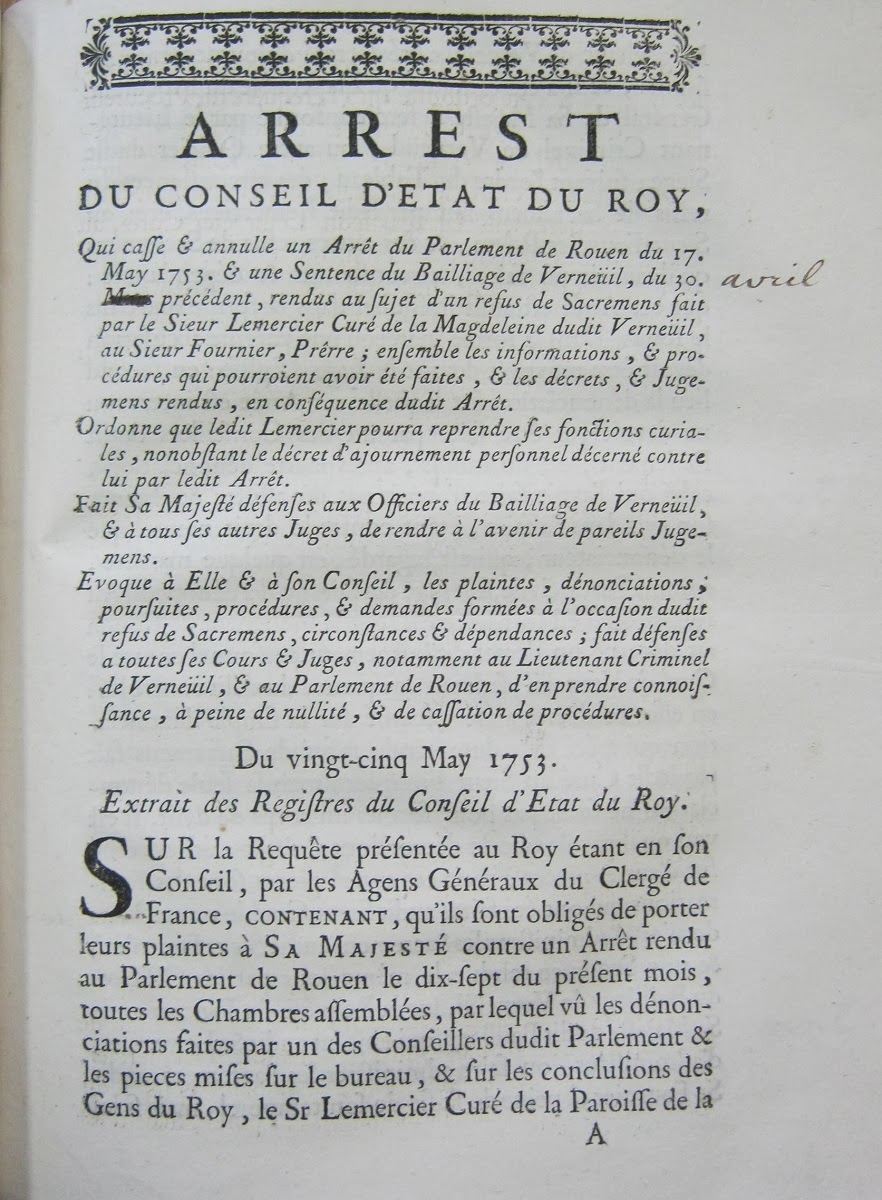 ARREST
DU CONSEIL D'ETAT DU ROY,
Qui caſſe & annulle un Arrêt du Parlement de Rouen du 17.
May 1753. & une Sentence du Bailliage de Verneüil, du 30. avril
précédent, rendus au ſujet d'un refus de Sacremens fait
par le Sieur Lemercier Curé de la Magdeleine dudit Verneüil,
au Sieur Fournier, Prêrre; enſemble les informations, & pro-
cédures qui pourroient avoir été faites, & les décrets, & Juge-
mens rendus, en conſéquence dudit Arrêt.
Ordonne que ledit Lemercier pourra reprendre ſes fonctions curia-
les, nonobſtant le décret d'ajournement perſonnel décerné contre
lui par ledit Arrêt.
Fait Sa Majeſté défenſes aux Officiers du Bailliage de Verneüil,
& à tous ſes autres Juges, de rendre à l'avenir de pareils Juge-
mens.
Evoque à Elle & à ſon Conſeil, les plaintes, dénonciations;
pourſuites, procédures, & demandes formées à l'occaſion dudit
refus de Sacremens, circonſtances & dépendances; fait défenſes
a toutes ſes Cours & Juges, notamment au Lieutenant Criminel
de Verneüil, & au Parlement de Rouen, d'en prendre connoiſ-
ſance, à peine de nullité, & de caſſation de procédures.
Du vingt-cinq May 1753.
Extrait des Regiſtres du Conſeil d'Etat du Roy.
SUR la Requête préſentée au Roy étant en ſon
Conſeil, par les Agens Généraux du Clergé de
France, CONTENANT, qu'ils ſont obligés de porter
leurs plaintes à SA MAJESTÉ contre un Arrêt rendu
au Parlement de Rouen le dix-ſept du préſent mois,
toutes les Chambres aſſemblées, par lequel vû les dénon-
ciations faites par un des Conſeillers dudit Parlement &
les pieces miſes ſur le bureau, & ſur les concluſions des
Gens du Roy, le Sr Lemercier Curé de la Paroiſſe de la
A